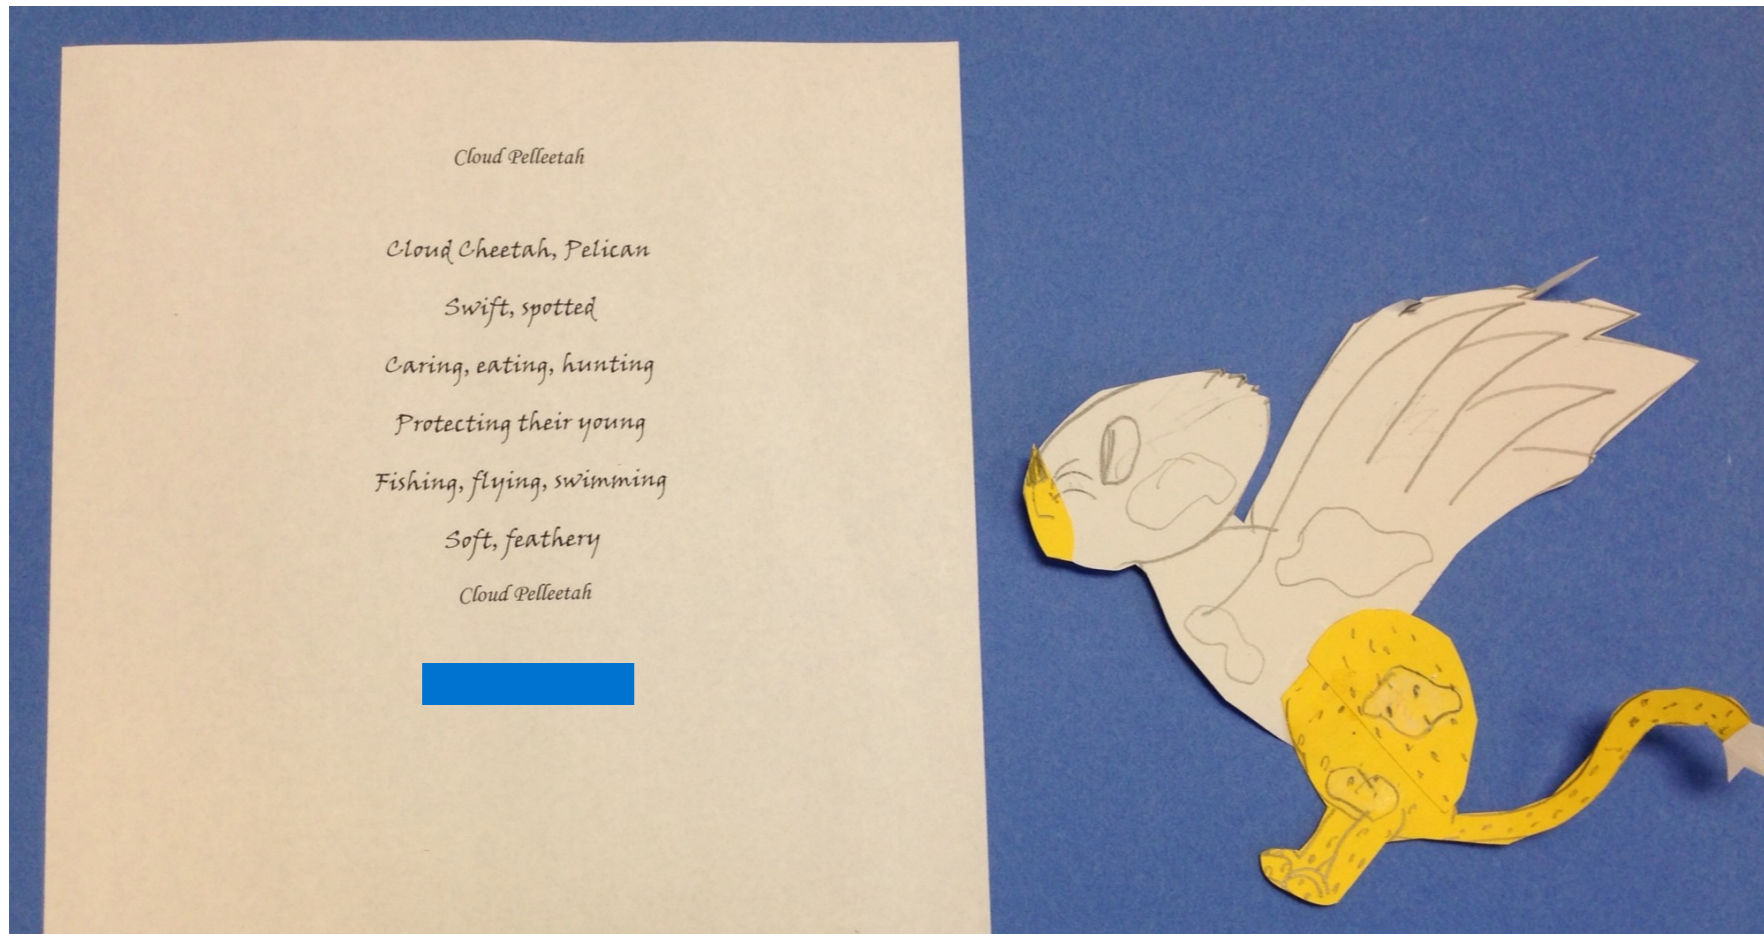 Cloud Pelleetah
Cloud Cheetah, Pelican
Swift, spotted
Caring, eating, hunting
Protecting their young
Fishing, flying, swimming
Soft, feathery
Cloud Pelleetah